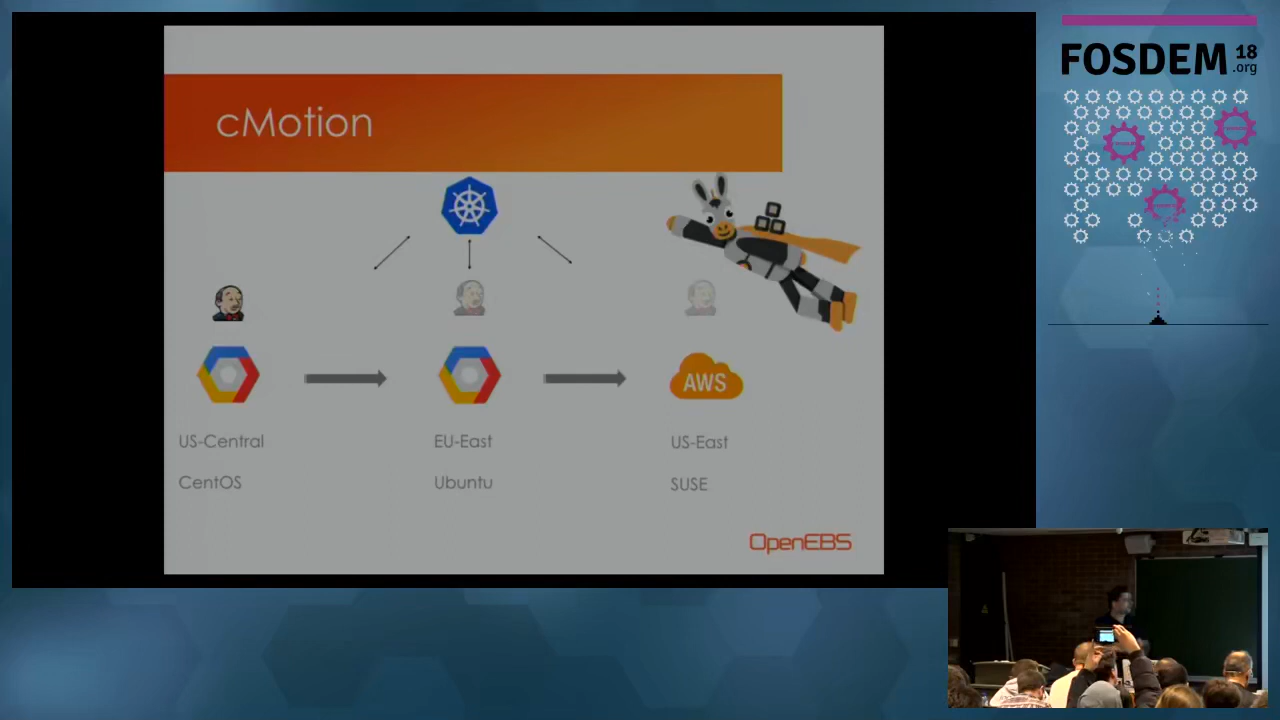 cMotion
AWS
US-Central
EU-East
US-East
CentOS
Ubuntu
SUSE
OpenEBS
FOSDEM 18
.org